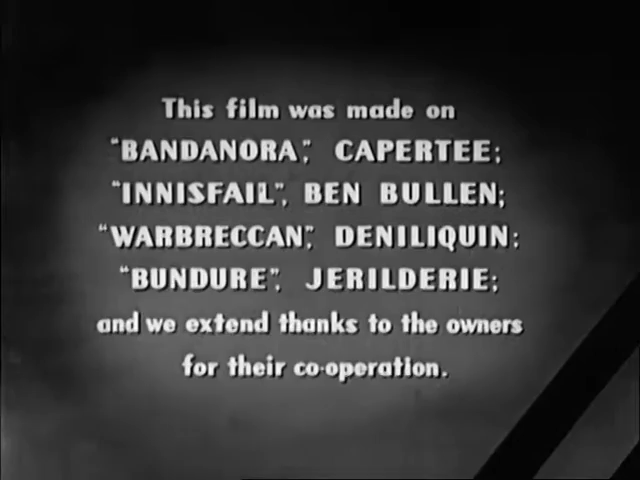 This film was made on
"BANDANORA", CAPERTEE;
"INNISFAIL", BEN BULLEN;
"WARBRECCAN", DENILIQUIN;
"BUNDURE", JERILDERIE;
and we extend thanks to the owners
for their co-operation.